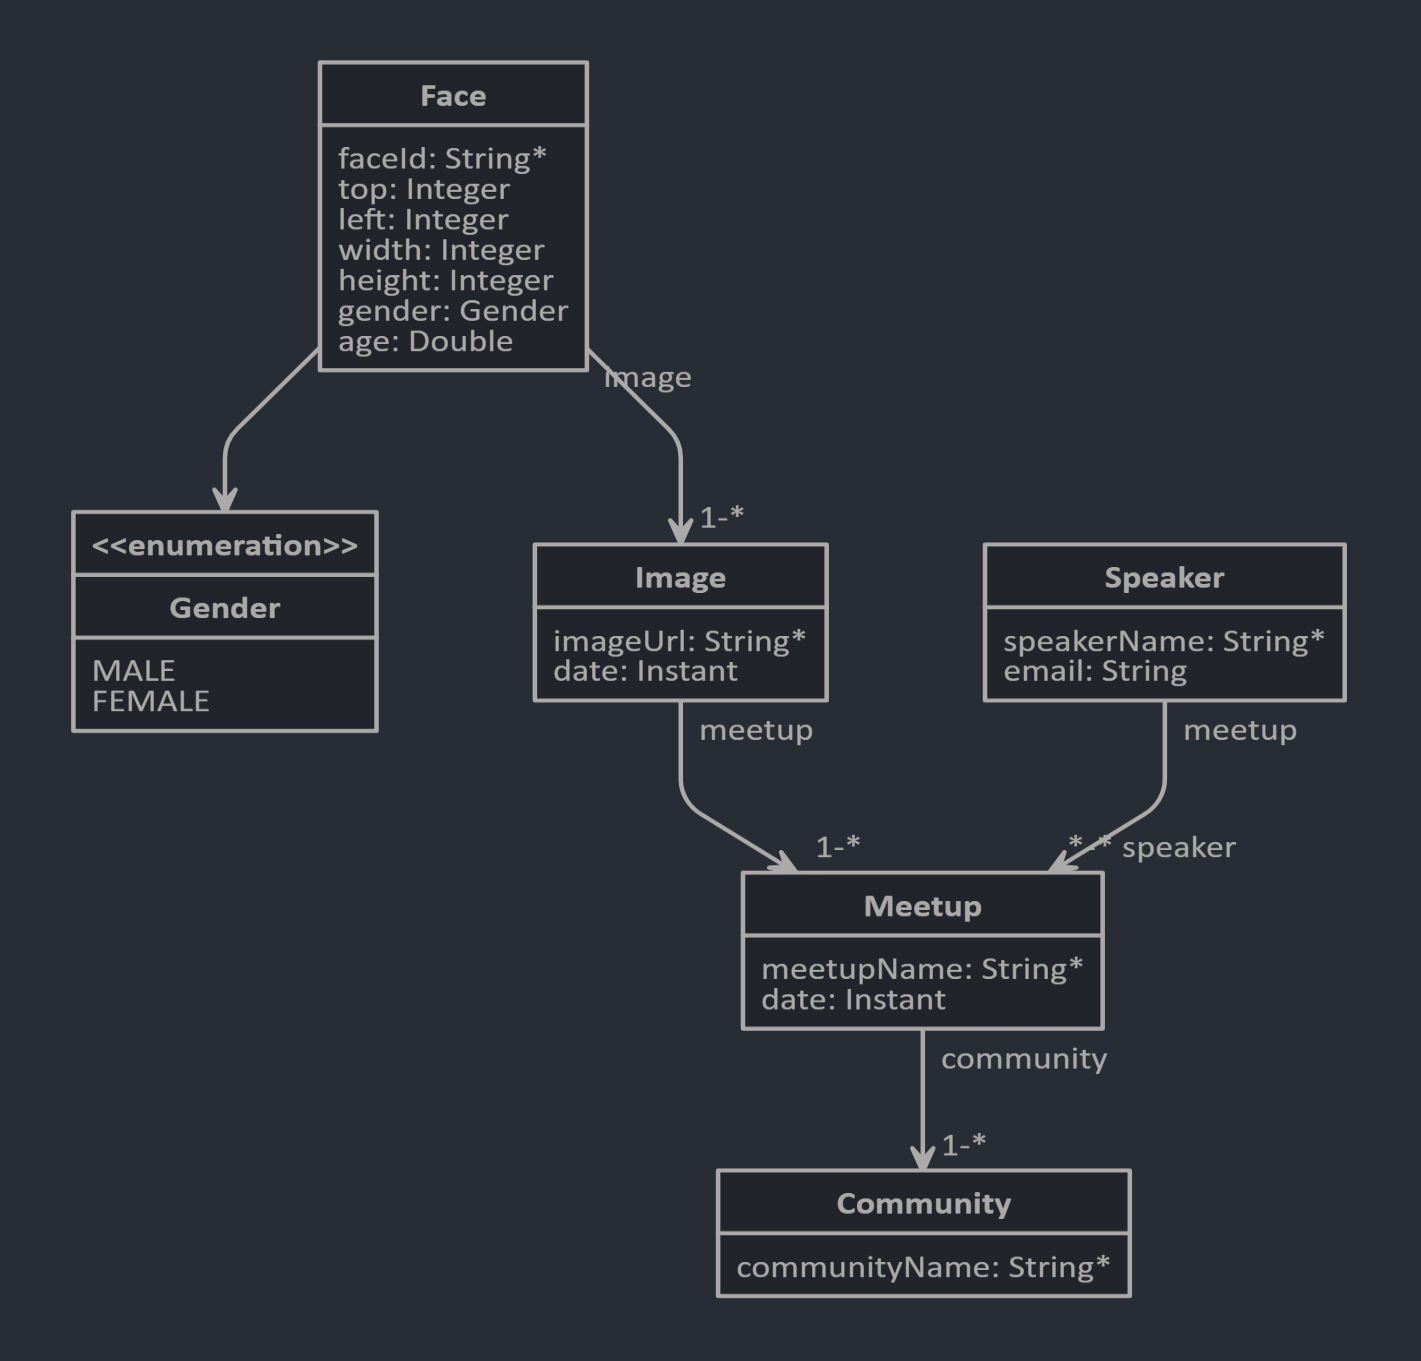 Face
faceId: String*
top: Integer
left: Integer
width: Integer
height: Integer
gender: Gender
age: Double
image
1-*
<<enumeration>>
Gender
MALE
FEMALE
Image
imageUrl: String*
date: Instant
Speaker
speakerName: String*
email: String
meetup
meetup
1-*
*-* speaker
Meetup
meetupName: String*
date: Instant
community
1-*
Community
communityName: String*